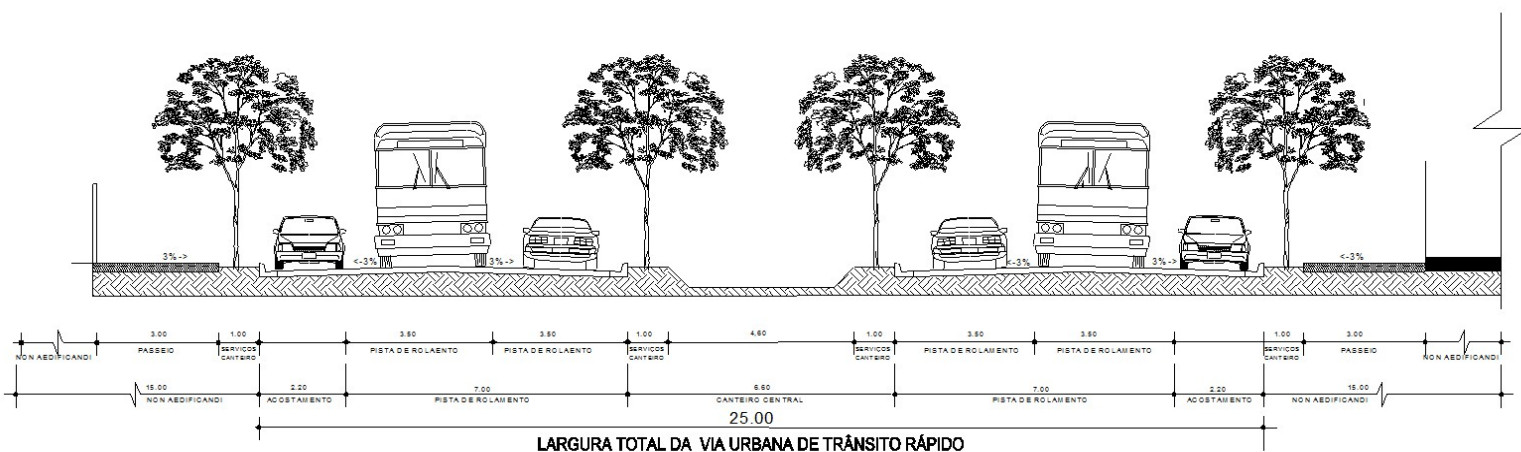 3%->
<-3%
3%->
<-3%
3%->
<-3%
3.00
1.00
3.50
3.50
1.00
4.60
1.00
3.50
3.50
1.00
3.00
NON AEDIFICANDI
PASSEIO
SERVIÇOS
CANTEIRO
PISTA DE ROLAENTO
PISTA DE ROLAENTO
SERVIÇOS
CANTEIRO
SERVIÇOS
CANTEIRO
PISTA DE ROLAMENTO
PISTA DE ROLAMENTO
SERVIÇOS
CANTEIRO
PASSEIO
NON AEDIFICANDI
15.00
2.20
7.00
6.60
7.00
2.20
15.00
NON AEDIFICANDI
ACOSTAMENTO
PISTA DE ROLAMENTO
CANTEIRO CENTRAL
PISTA DE ROLAMENTO
ACOSTAMENTO
NON AEDIFICANDI
25.00
LARGURA TOTAL DA VIA URBANA DE TRÂNSITO RÁPIDO